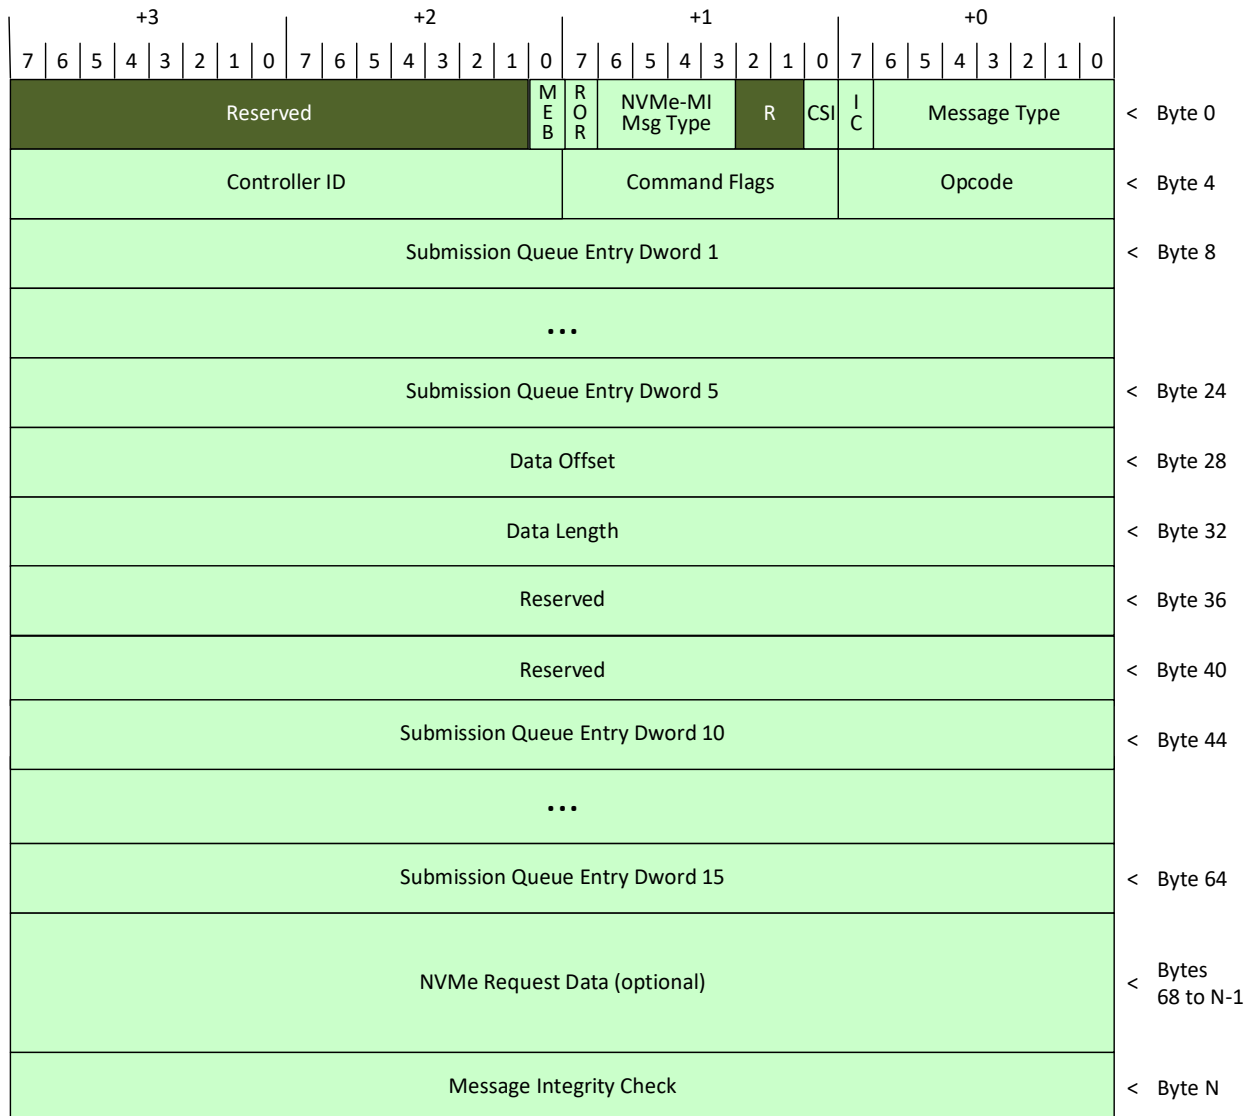 +3 +2 +1 +0
7 6 5 4 3 2 1 0 7 6 5 4 3 2 1 0 7 6 5 4 3 2 1 0 7 6 5 4 3 2 1 0
Reserved MEB ROR NVMe-MI Msg Type R CSI IC Message Type < Byte 0
Controller ID Command Flags Opcode < Byte 4
Submission Queue Entry Dword 1 < Byte 8
...
Submission Queue Entry Dword 5 < Byte 24
Data Offset < Byte 28
Data Length < Byte 32
Reserved < Byte 36
Reserved < Byte 40
Submission Queue Entry Dword 10 < Byte 44
...
Submission Queue Entry Dword 15 < Byte 64
NVMe Request Data (optional) < Bytes 68 to N-1
Message Integrity Check < Byte N